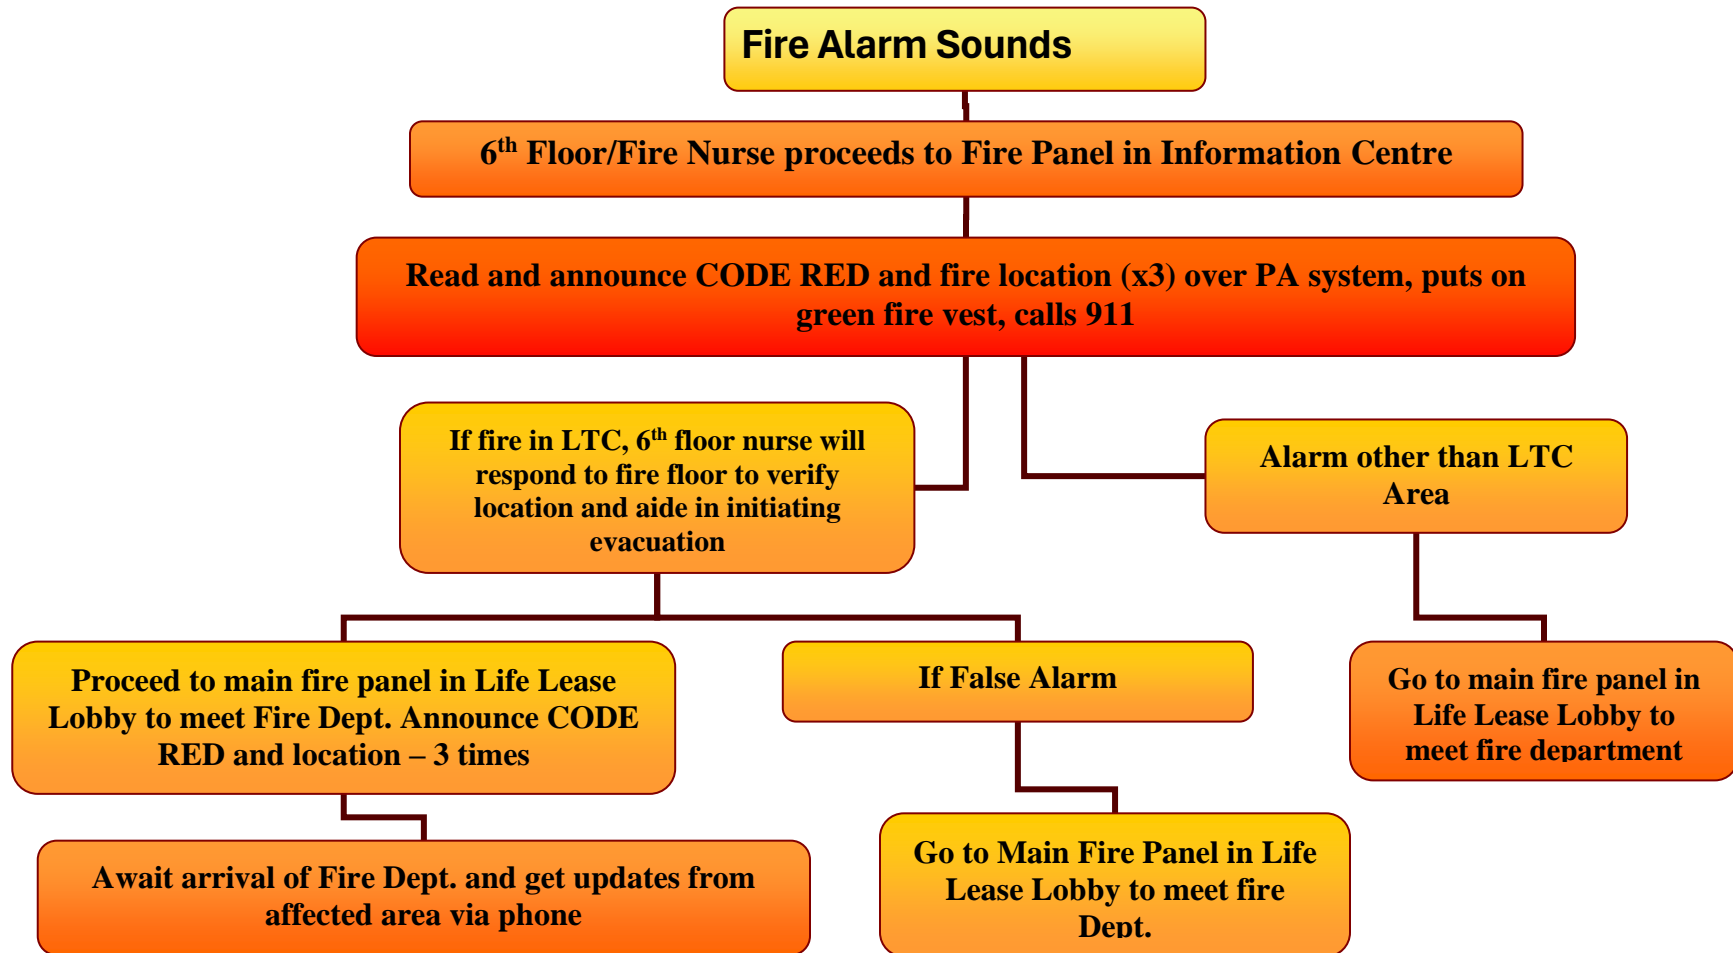 Fire Alarm Sounds
6th Floor/Fire Nurse proceeds to Fire Panel in Information Centre
Read and announce CODE RED and fire location (x3) over PA system, puts on
green fire vest, calls 911
If fire in LTC, 6th floor nurse will
respond to fire floor to verify
location and aide in initiating
evacuation
Alarm other than LTC
Area
Proceed to main fire panel in Life Lease
Lobby to meet Fire Dept. Announce CODE
RED and location – 3 times
If False Alarm
Go to main fire panel in
Life Lease Lobby to
meet fire department
Await arrival of Fire Dept. and get updates from
affected area via phone
Go to Main Fire Panel in Life
Lease Lobby to meet fire
Dept.